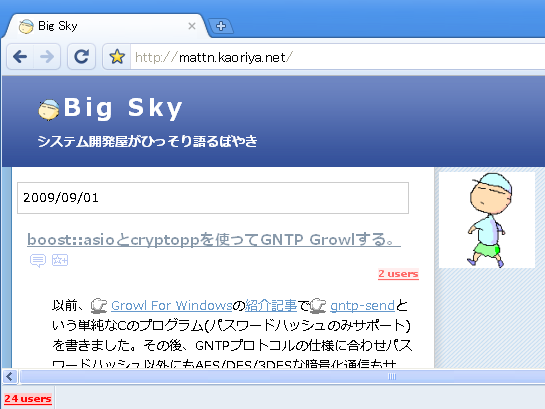 Big Sky
http://mattn.kaoriya.net/
Big Sky
システム開発屋がひっそり語るぼやき
2009/09/01
boost::asioとcryptoppを使ってGNTP Growlする。
2 users
以前、Growl For Windowsの紹介記事でgntp-sendと
いう単純なCのプログラム(パスワードハッシュのみサポート)
を書きました。その後、GNTPプロトコルの仕様に合わせパス
ワードハッシュ以外にもAES/DES/3DESな暗号化通信もサ
24 users